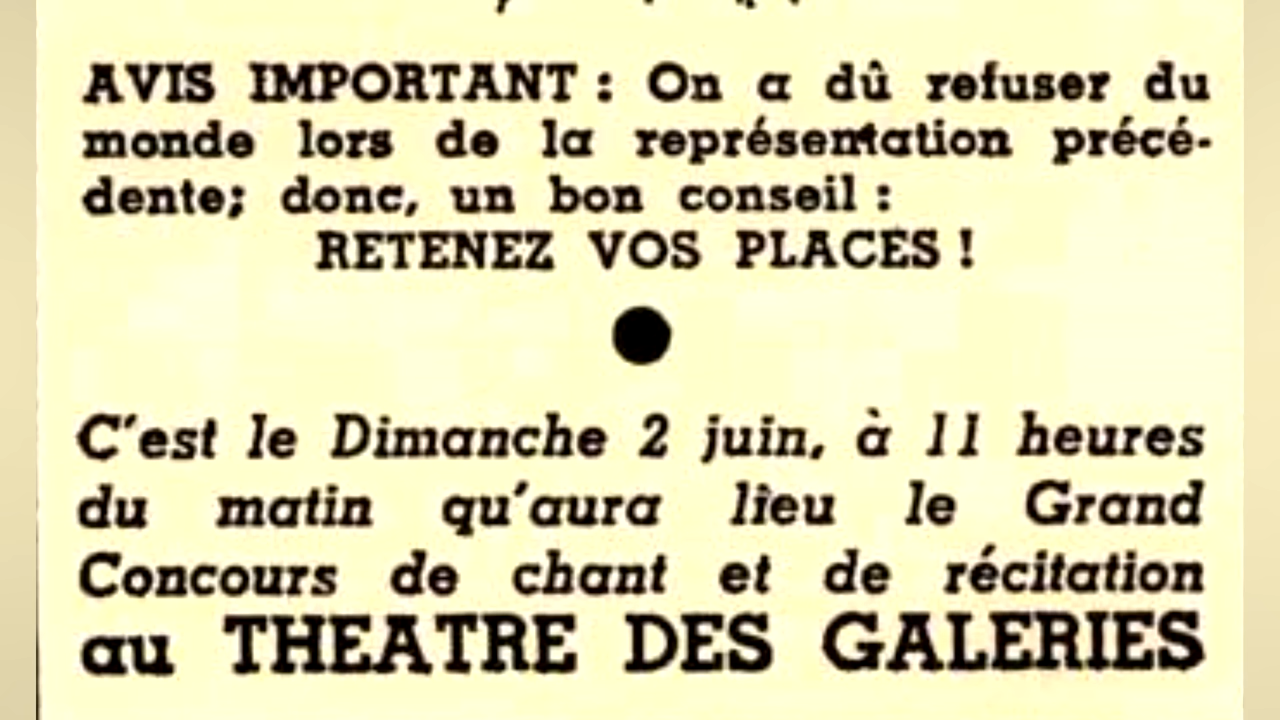 AVIS IMPORTANT : On a dû refuser du
monde lors de la représentation précé-
dente; donc, un bon conseil :
RETENEZ VOS PLACES !
C'est le Dimanche 2 juin, à 11 heures
du matin qu'aura lieu le Grand
Concours de chant et de récitation
au THEATRE DES GALERIES